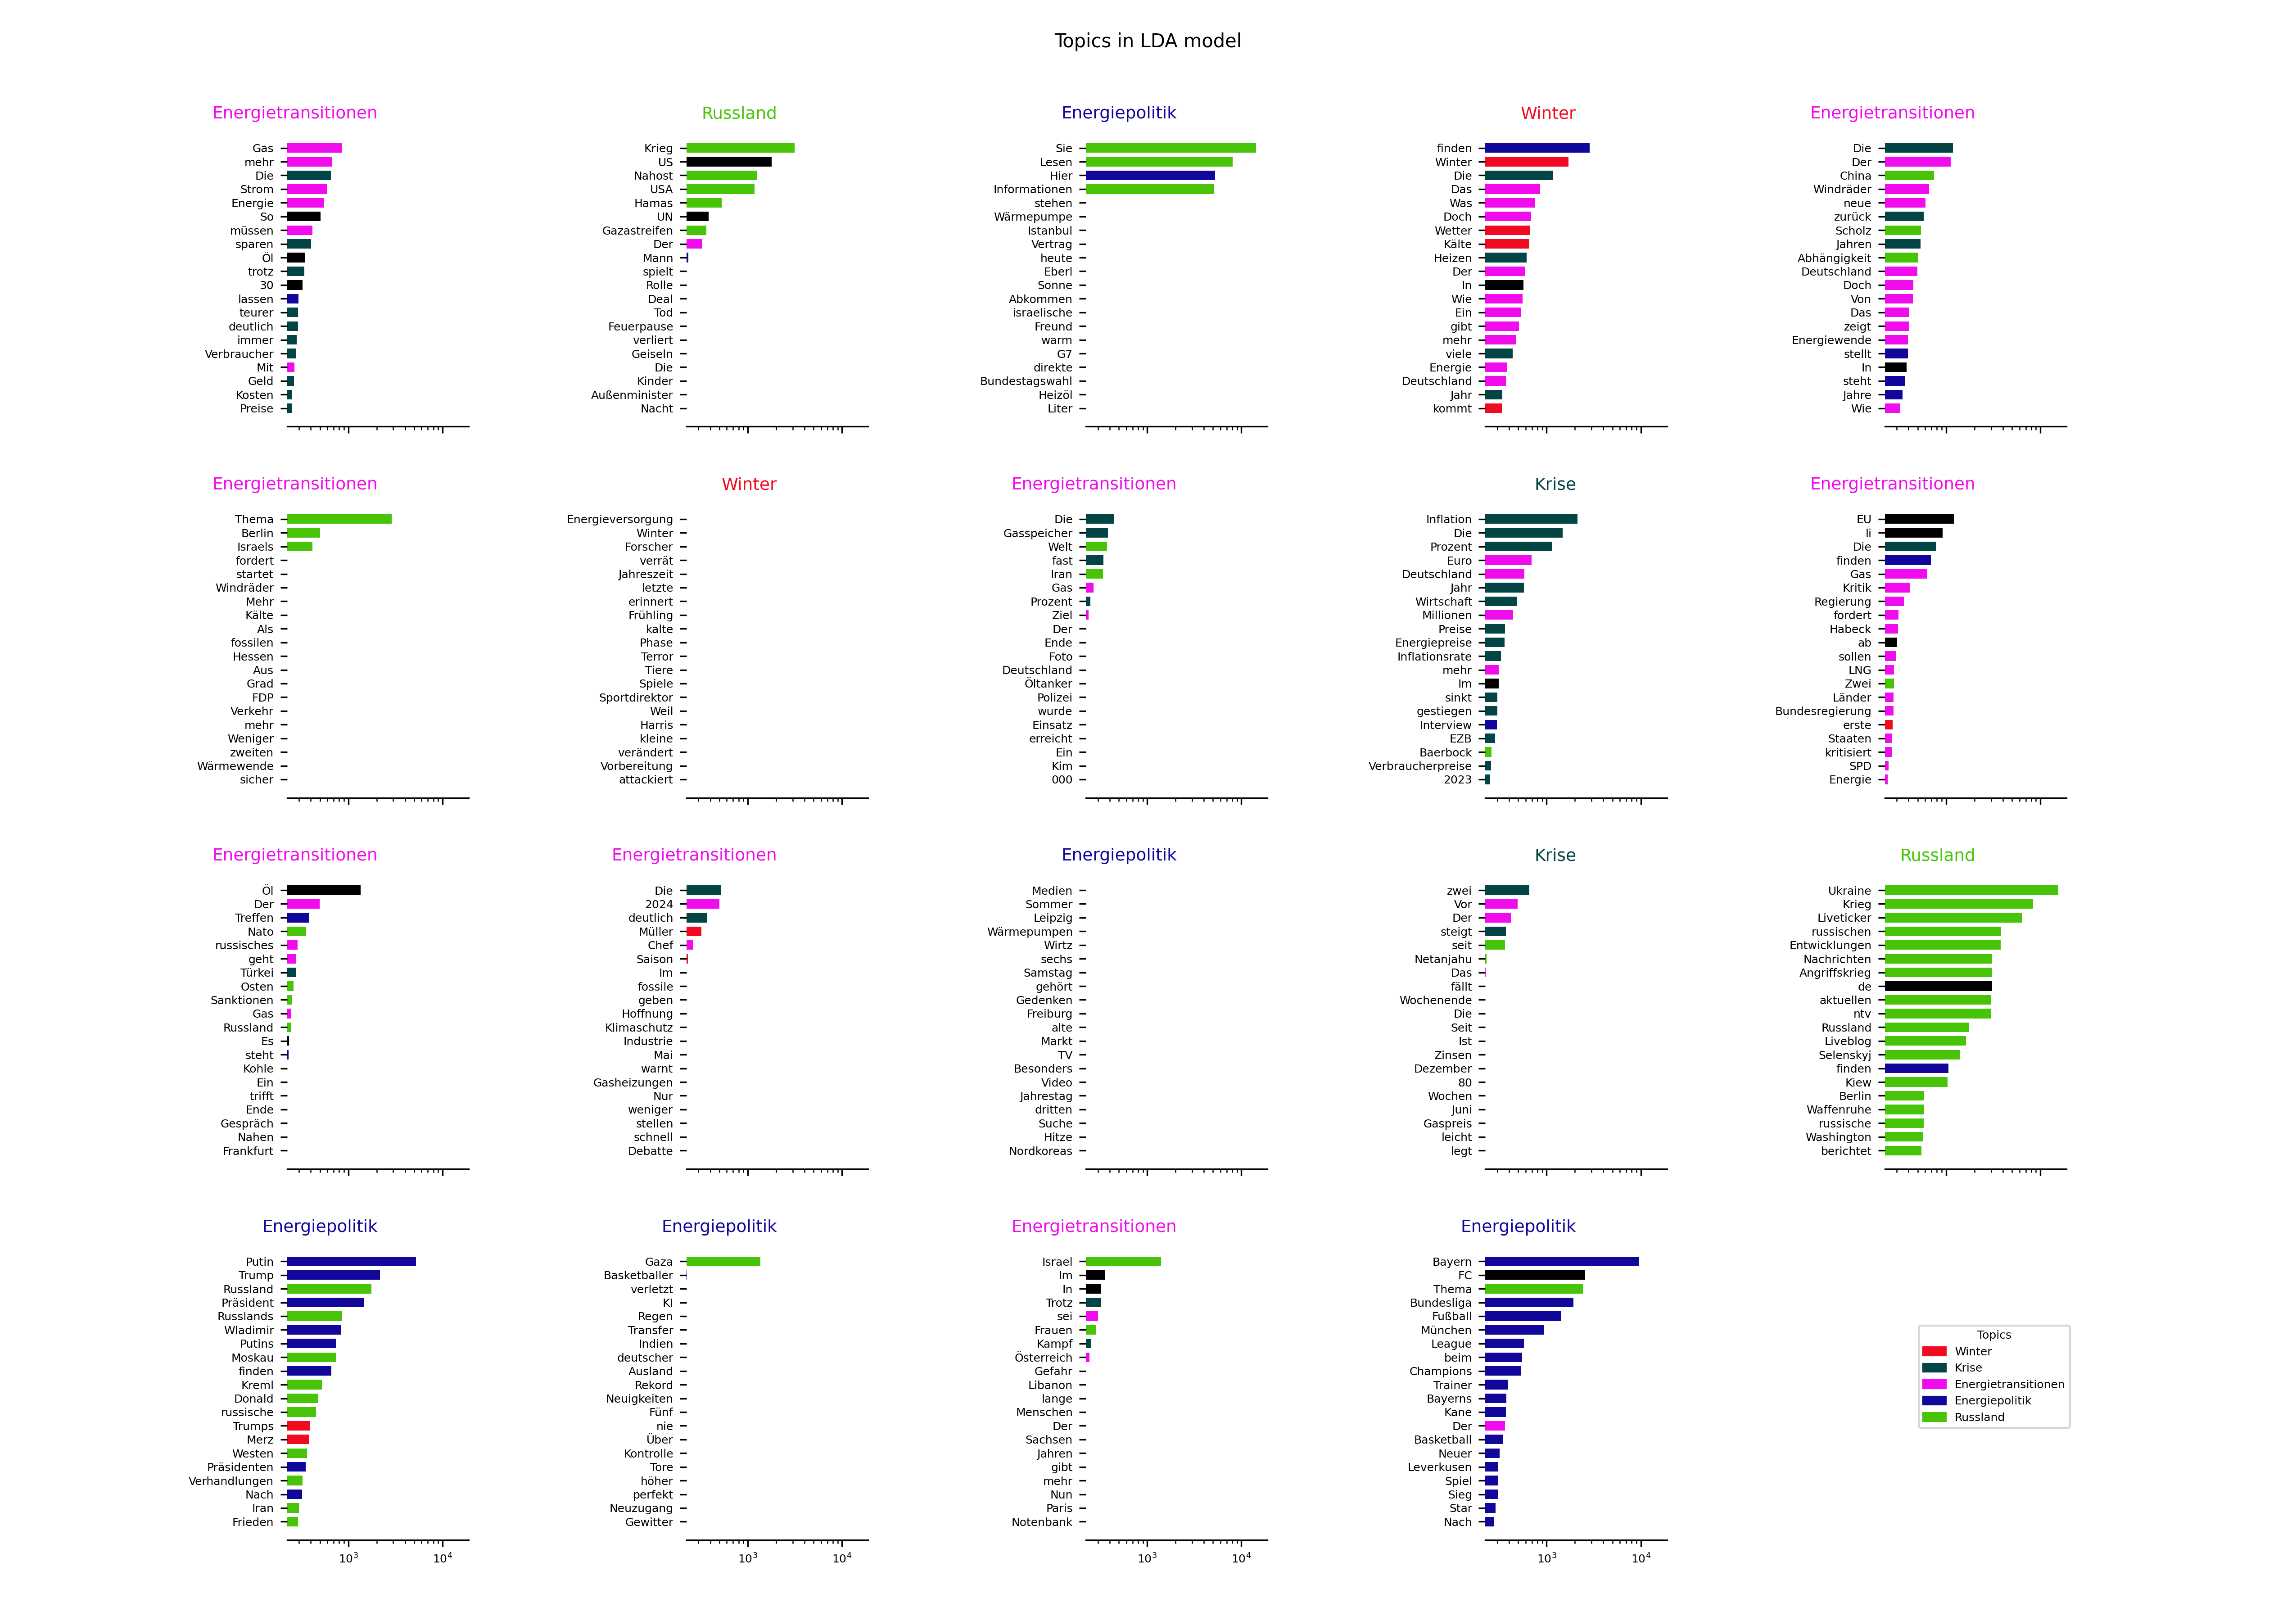 Topics in LDA model
Energietransitionen
Gas
mehr
Die
Strom
Energie
So
müssen
sparen
Öl
trotz
30
lassen
teurer
deutlich
immer
Verbraucher
Mit
Geld
Kosten
Preise
Russland
Krieg
US
Nahost
USA
Hamas
UN
Gazastreifen
Der
Mann
spielt
Rolle
Deal
Tod
Feuerpause
verliert
Geiseln
Die
Kinder
Außenminister
Nacht
Energiepolitik
Sie
Lesen
Hier
Informationen
stehen
Wärmepumpe
Istanbul
Vertrag
heute
Eberl
Sonne
Abkommen
israelische
Freund
warm
G7
direkte
Bundestagswahl
Heizöl
Liter
Winter
finden
Winter
Die
Das
Was
Doch
Wetter
Kälte
Heizen
Der
In
Wie
Ein
gibt
mehr
viele
Energie
Deutschland
Jahr
kommt
Energietransitionen
Die
Der
China
Windräder
neue
zurück
Scholz
Jahren
Abhängigkeit
Deutschland
Doch
Von
Das
zeigt
Energiewende
stellt
In
steht
Jahre
Wie
Energietransitionen
Thema
Berlin
Israels
fordert
startet
Windräder
Mehr
Kälte
Als
fossilen
Hessen
Aus
Grad
FDP
Verkehr
mehr
Weniger
zweiten
Wärmewende
sicher
Winter
Energieversorgung
Winter
Forscher
verrät
Jahreszeit
letzte
erinnert
Frühling
kalte
Phase
Terror
Tiere
Spiele
Sportdirektor
Weil
Harris
kleine
verändert
Vorbereitung
attackiert
Energietransitionen
Die
Gasspeicher
Welt
fast
Iran
Gas
Prozent
Ziel
Der
Ende
Foto
Deutschland
Öltanker
Polizei
wurde
Einsatz
erreicht
Ein
Kim
000
Krise
Inflation
Die
Prozent
Euro
Deutschland
Jahr
Wirtschaft
Millionen
Preise
Energiepreise
Inflationsrate
mehr
Im
sinkt
gestiegen
Interview
EZB
Baerbock
Verbraucherpreise
2023
Energietransitionen
EU
li
Die
finden
Gas
Kritik
Regierung
fordert
Habeck
ab
sollen
LNG
Zwei
Länder
Bundesregierung
erste
Staaten
kritisiert
SPD
Energie
Energietransitionen
Öl
Der
Treffen
Nato
russisches
geht
Türkei
Osten
Sanktionen
Gas
Russland
Es
steht
Kohle
Ein
trifft
Ende
Gespräch
Nahen
Frankfurt
Energietransitionen
Die
2024
deutlich
Müller
Chef
Saison
Im
fossile
geben
Hoffnung
Klimaschutz
Industrie
Mai
warnt
Gasheizungen
Nur
weniger
stellen
schnell
Debatte
Energiepolitik
Medien
Sommer
Leipzig
Wärmepumpen
Wirtz
sechs
Samstag
gehört
Gedenken
Freiburg
alte
Markt
TV
Besonders
Video
Jahrestag
dritten
Suche
Hitze
Nordkoreas
Krise
zwei
Vor
Der
steigt
seit
Netanjahu
Das
fällt
Wochenende
Die
Seit
Ist
Zinsen
Dezember
80
Wochen
Juni
Gaspreis
leicht
legt
Russland
Ukraine
Krieg
Liveticker
russischen
Entwicklungen
Nachrichten
Angriffskrieg
de
aktuellen
ntv
Russland
Liveblog
Selenskyj
finden
Kiew
Berlin
Waffenruhe
russische
Washington
berichtet
Energiepolitik
Putin
Trump
Russland
Präsident
Russlands
Wladimir
Putins
Moskau
finden
Kreml
Donald
russische
Trumps
Merz
Westen
Präsidenten
Verhandlungen
Nach
Iran
Frieden
10³ 10⁴
Energiepolitik
Gaza
Basketballer
verletzt
KI
Regen
Transfer
Indien
deutscher
Ausland
Rekord
Neuigkeiten
Fünf
nie
Über
Kontrolle
Tore
höher
perfekt
Neuzugang
Gewitter
10³ 10⁴
Energietransitionen
Israel
Im
In
Trotz
sei
Frauen
Kampf
Österreich
Gefahr
Libanon
lange
Menschen
Der
Sachsen
Jahren
gibt
mehr
Nun
Paris
Notenbank
10³ 10⁴
Energiepolitik
Bayern
FC
Thema
Bundesliga
Fußball
München
League
beim
Champions
Trainer
Bayerns
Kane
Der
Basketball
Neuer
Leverkusen
Spiel
Sieg
Star
Nach
10³ 10⁴
Topics
Winter
Krise
Energietransitionen
Energiepolitik
Russland